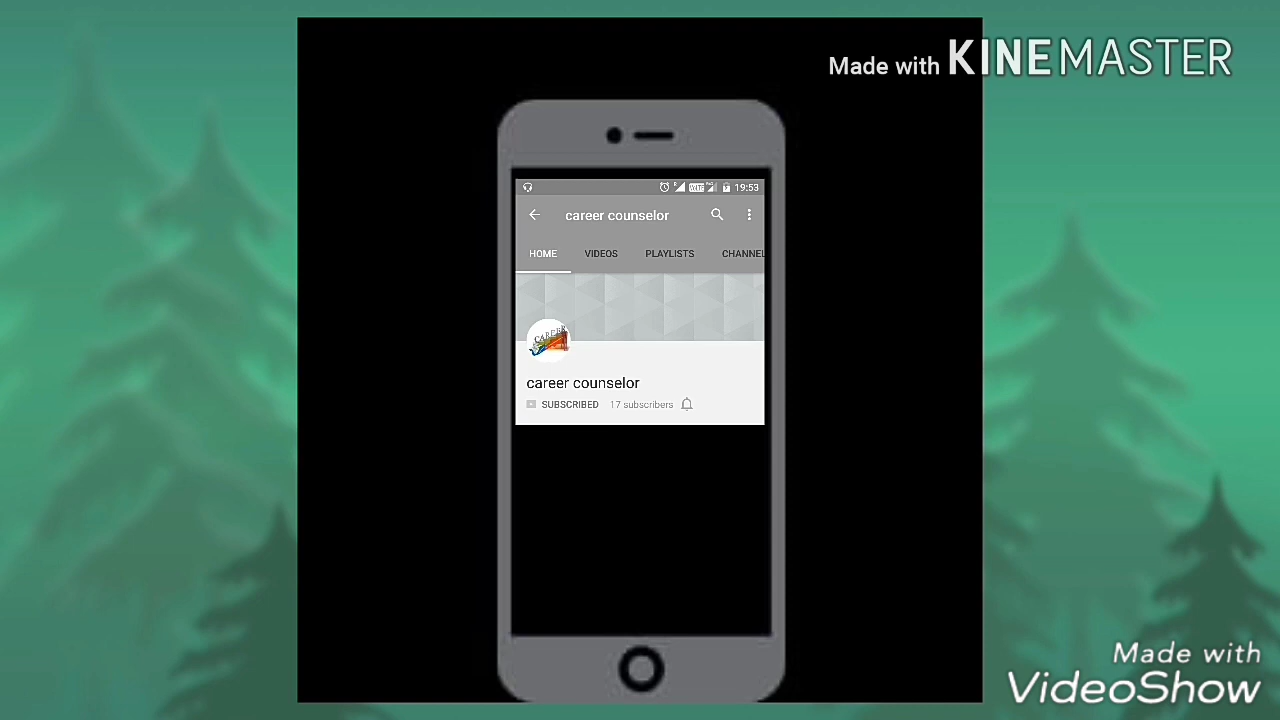 Made with KINEMASTER
19:53
career counselor
HOME VIDEOS PLAYLISTS CHANNEL
CAREER
career counselor
SUBSCRIBED 17 subscribers
Made with
VideoShow